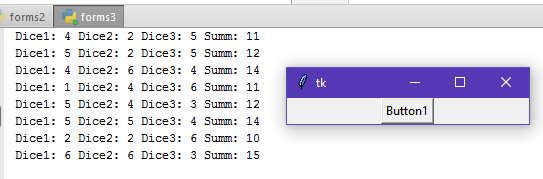 forms2 forms3
Dice1: 4 Dice2: 2 Dice3: 5 Summ: 11
Dice1: 5 Dice2: 2 Dice3: 5 Summ: 12
Dice1: 4 Dice2: 6 Dice3: 4 Summ: 14
Dice1: 1 Dice2: 4 Dice3: 6 Summ: 11
Dice1: 5 Dice2: 4 Dice3: 3 Summ: 12
Dice1: 5 Dice2: 5 Dice3: 4 Summ: 14
Dice1: 2 Dice2: 2 Dice3: 6 Summ: 10
Dice1: 6 Dice2: 6 Dice3: 3 Summ: 15
tk
Button1